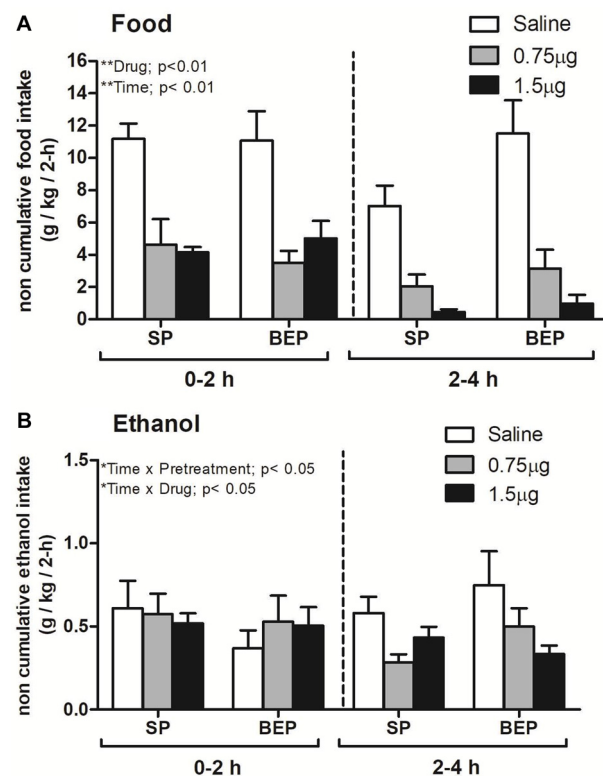 A
Food
Saline
0.75μg
1.5μg
**Drug; p<0.01
**Time; p< 0.01
non cumulative food intake
(g / kg / 2-h)
16
14
12
10
8
6
4
2
0
SP
BEP
SP
BEP
0-2 h
2-4 h
B
Ethanol
Saline
0.75μg
1.5μg
*Time x Pretreatment; p< 0.05
*Time x Drug; p< 0.05
non cumulative ethanol intake
(g / kg / 2-h)
1.5
1.0
0.5
0.0
SP
BEP
SP
BEP
0-2 h
2-4 h